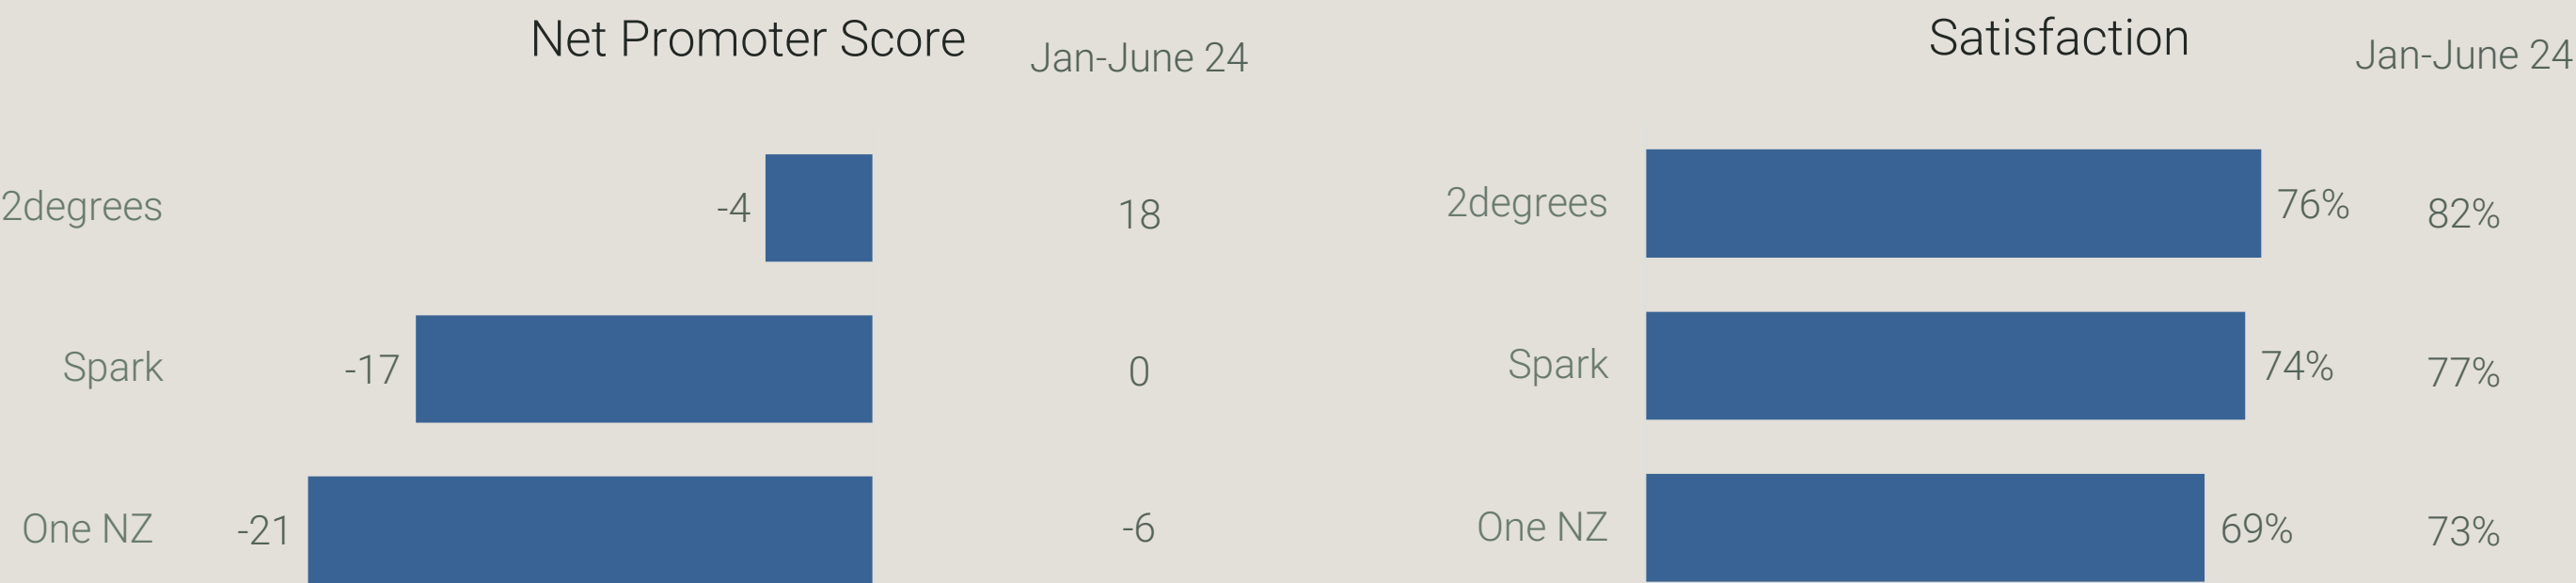 Net Promoter Score Jan-June 24
2degrees -4 18
Spark -17 0
One NZ -21 -6
Satisfaction Jan-June 24
2degrees 76% 82%
Spark 74% 77%
One NZ 69% 73%